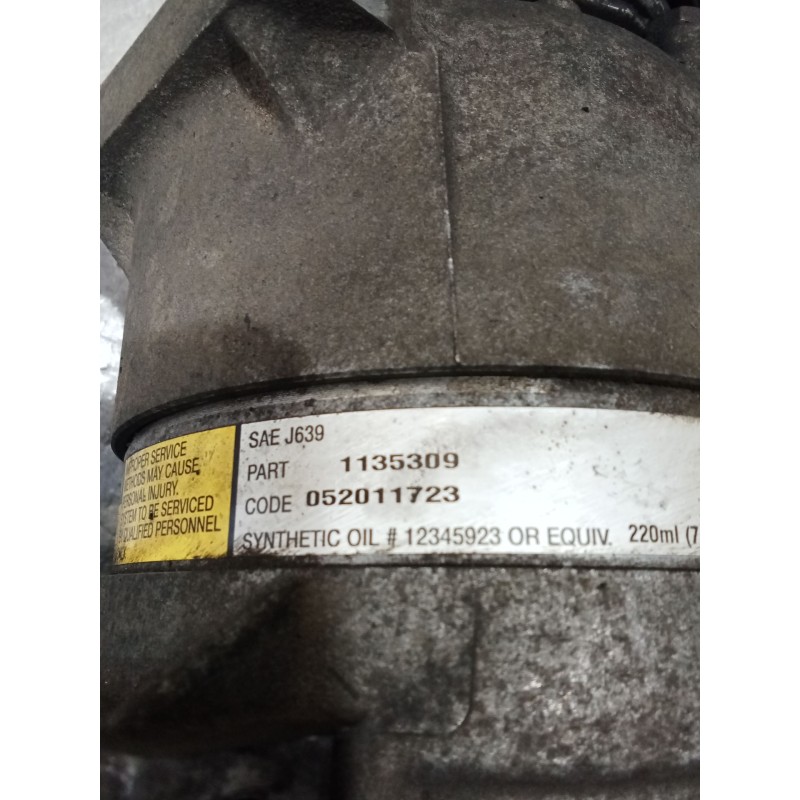 IMPROPER SERVICE
METHODS MAY CAUSE
PERSONAL INJURY.
SYSTEM TO BE SERVICED
BY QUALIFIED PERSONNEL
SAE J639
PART 1135309
CODE 052011723
SYNTHETIC OIL # 12345923 OR EQUIV. 220ml (7